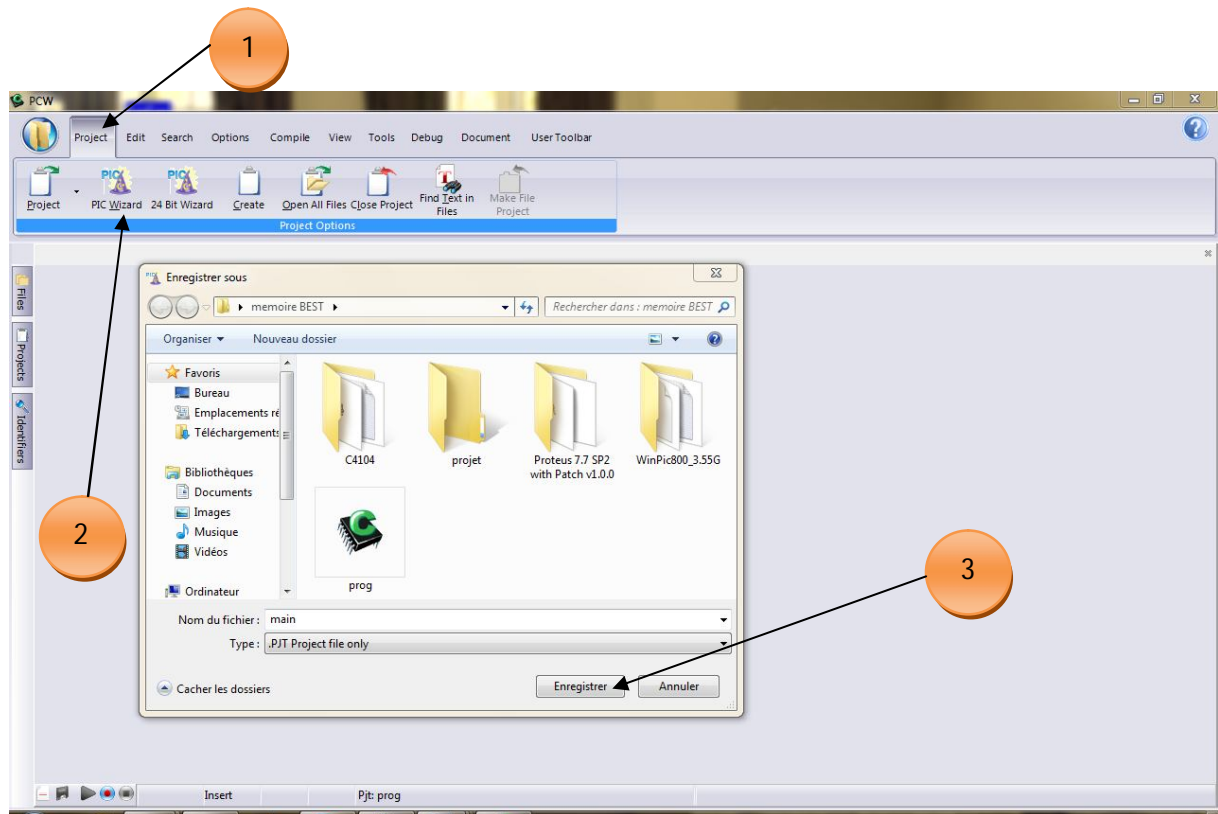 1
PCW
Project Edit Search Options Compile View Tools Debug Document User Toolbar
PIC PIC
Project PIC Wizard 24 Bit Wizard Create Open All Files Close Project Find Text in Files Make File Project
Project Options
Files
Projects
Identifiers
Enregistrer sous
memoire BEST
Rechercher dans : memoire BEST
Organiser Nouveau dossier
Favoris
Bureau
Emplacements ré
Téléchargements
Bibliothèques
Documents
Images
Musique
Vidéos
Ordinateur
C4104
projet
Proteus 7.7 SP2
with Patch v1.0.0
WinPic800_3.55G
C
prog
2
3
Nom du fichier : main
Type : .PJT Project file only
Cacher les dossiers
Enregistrer
Annuler
Insert Pjt: prog